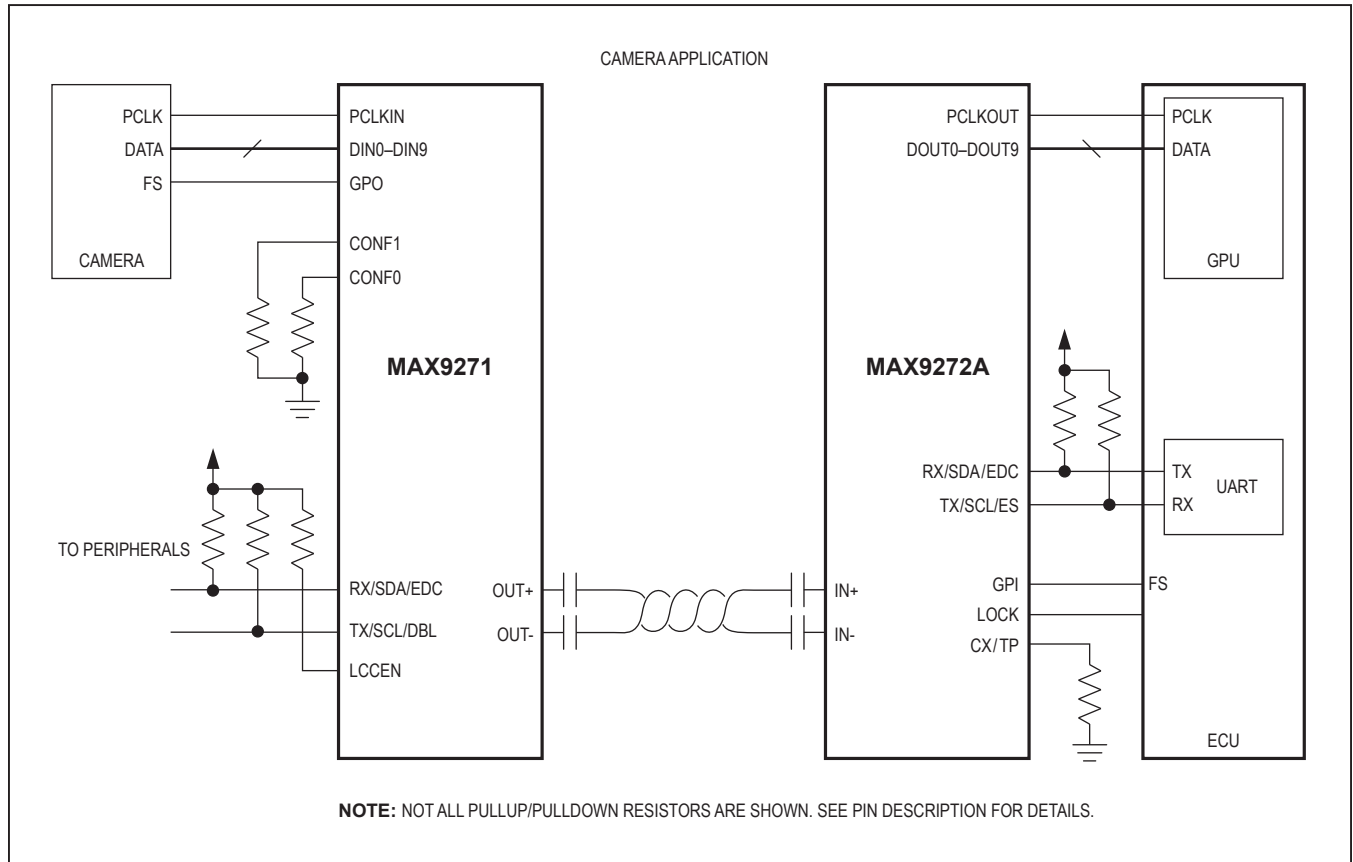 CAMERA APPLICATION
PCLK
DATA
FS
CAMERA
PCLKIN
DIN0–DIN9
GPO
CONF1
CONF0
MAX9271
TO PERIPHERALS
RX/SDA/EDC
TX/SCL/DBL
LCCEN
OUT+
OUT-
IN+
IN-
MAX9272A
PCLKOUT
DOUT0–DOUT9
RX/SDA/EDC
TX/SCL/ES
GPI
LOCK
CX/TP
PCLK
DATA
GPU
TX
RX
UART
FS
ECU
NOTE: NOT ALL PULLUP/PULLDOWN RESISTORS ARE SHOWN. SEE PIN DESCRIPTION FOR DETAILS.